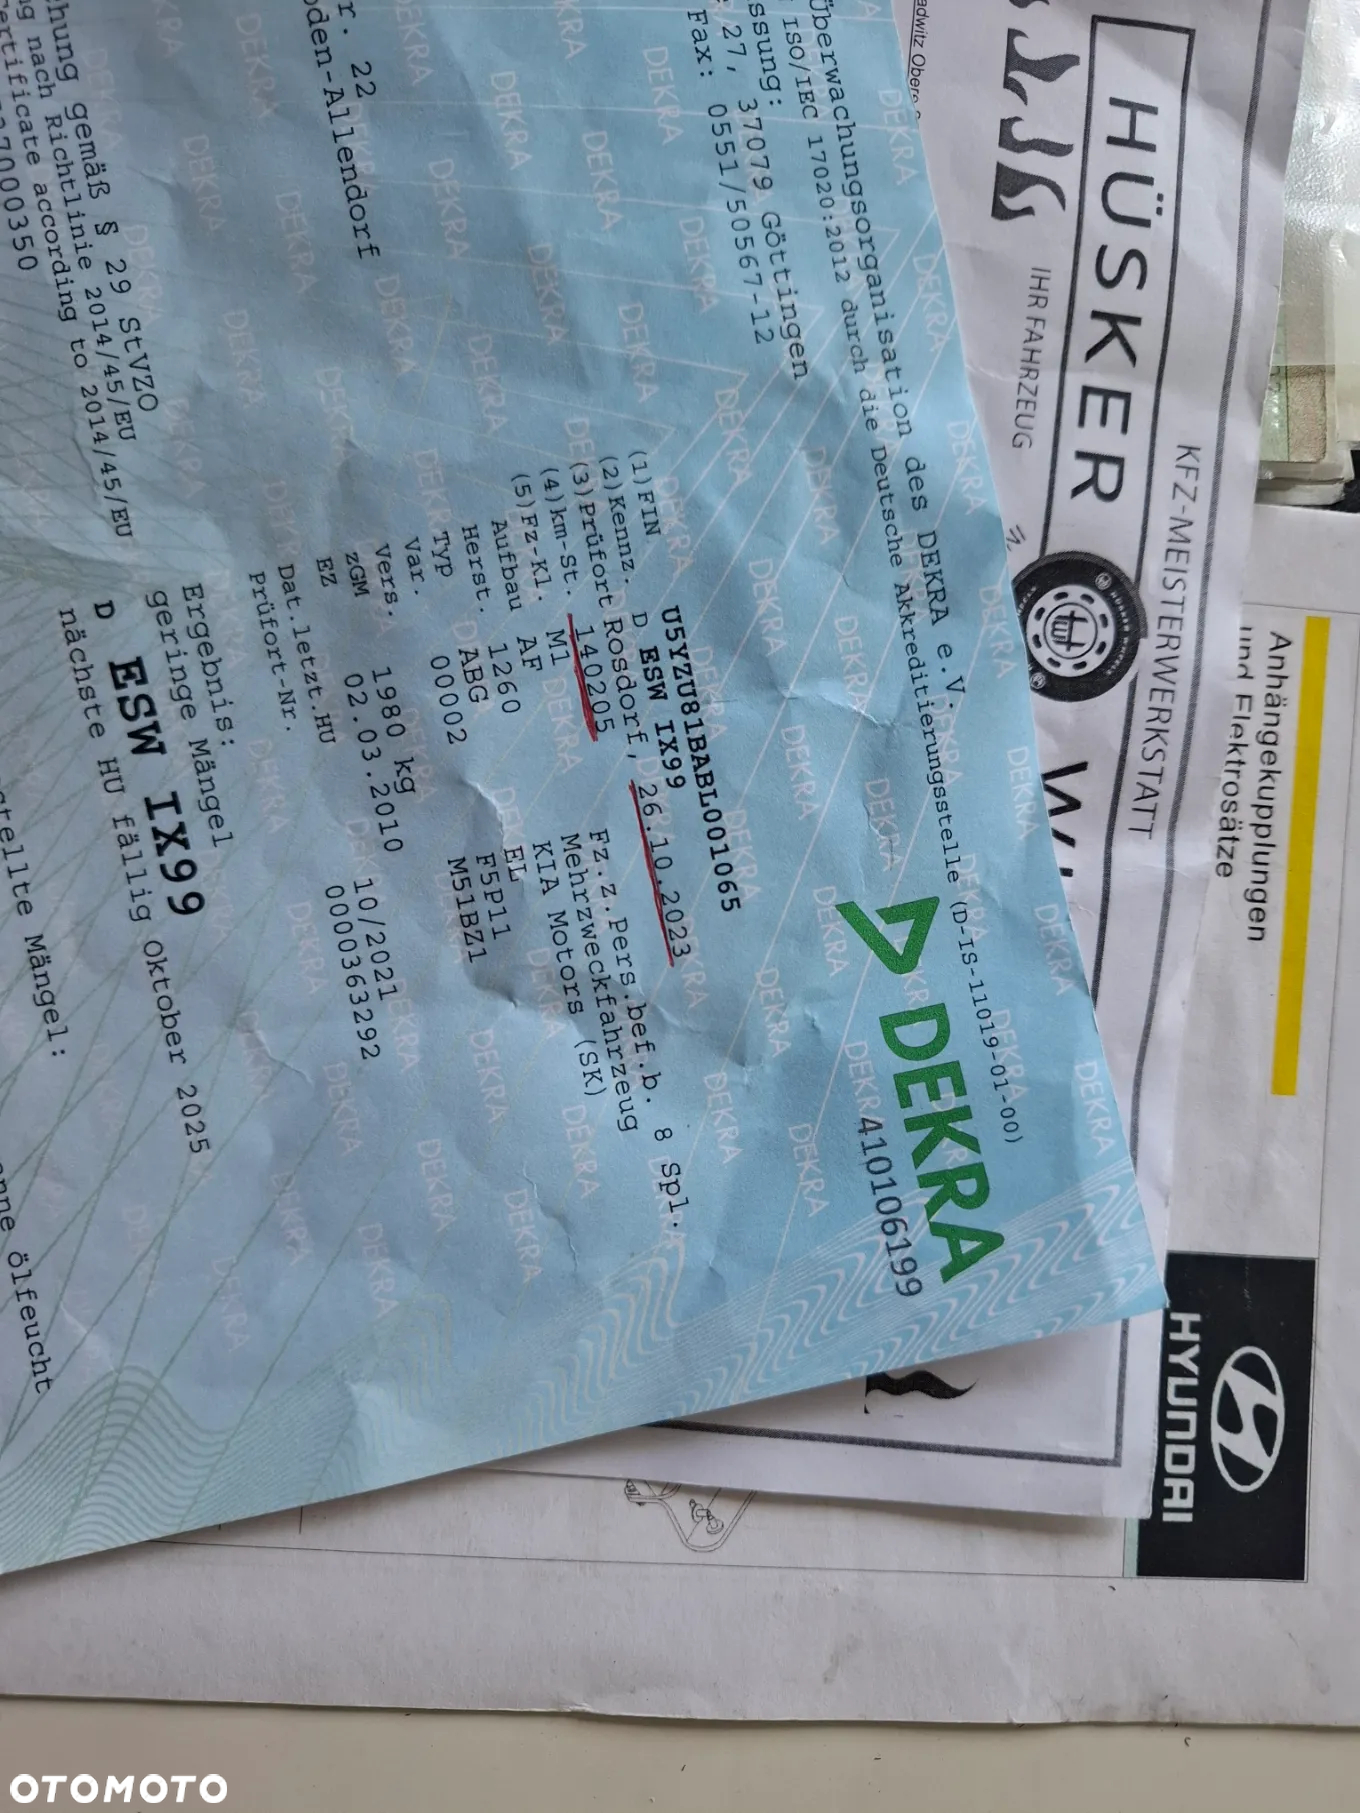 Überwachungsorganisation des DEKRA e.V.
ISO/IEC 17020:2012 durch die Deutsche Akkreditierungsstelle (D-IS-11019-01-00)
ssung:
27, 37079 Göttingen
Fax: 0551/50567-12
DEKRA
410106199
r. 22
oden-Allendorf
(1)FIN U5YZU81BABL001065
(2)Kennz. D ESW IX99
(3)Prüfort Rosdorf, 26.10.2023
(4)km-St. 140205
(5)Fz-Kl. M1 Fz.z.Pers.bef.b. 8 Spl.
Aufbau AF Mehrzweckfahrzeug
Herst. 1260 KIA Motors (SK)
Typ ABG EL
Var. 00002 F5P11
Vers. M51BZ1
zGM 1980 kg
EZ 02.03.2010
Dat.letzt.HU 10/2021
Prüfort-Nr. 0000363292
hung gemäß § 29 StVZO
g nach Richtlinie 2014/45/EU
ertificate according to 2014/45/EU
Ergebnis:
geringe Mängel
D ESW IX99
nächste HU fällig Oktober 2025
stellte Mängel:
nne ölfeucht
HÜSKER
IHR FAHRZEUG
KFZ-MEISTERWERKSTATT
Anhängekupplungen
und Elektrosätze
HYUNDAI
OTOMOTO